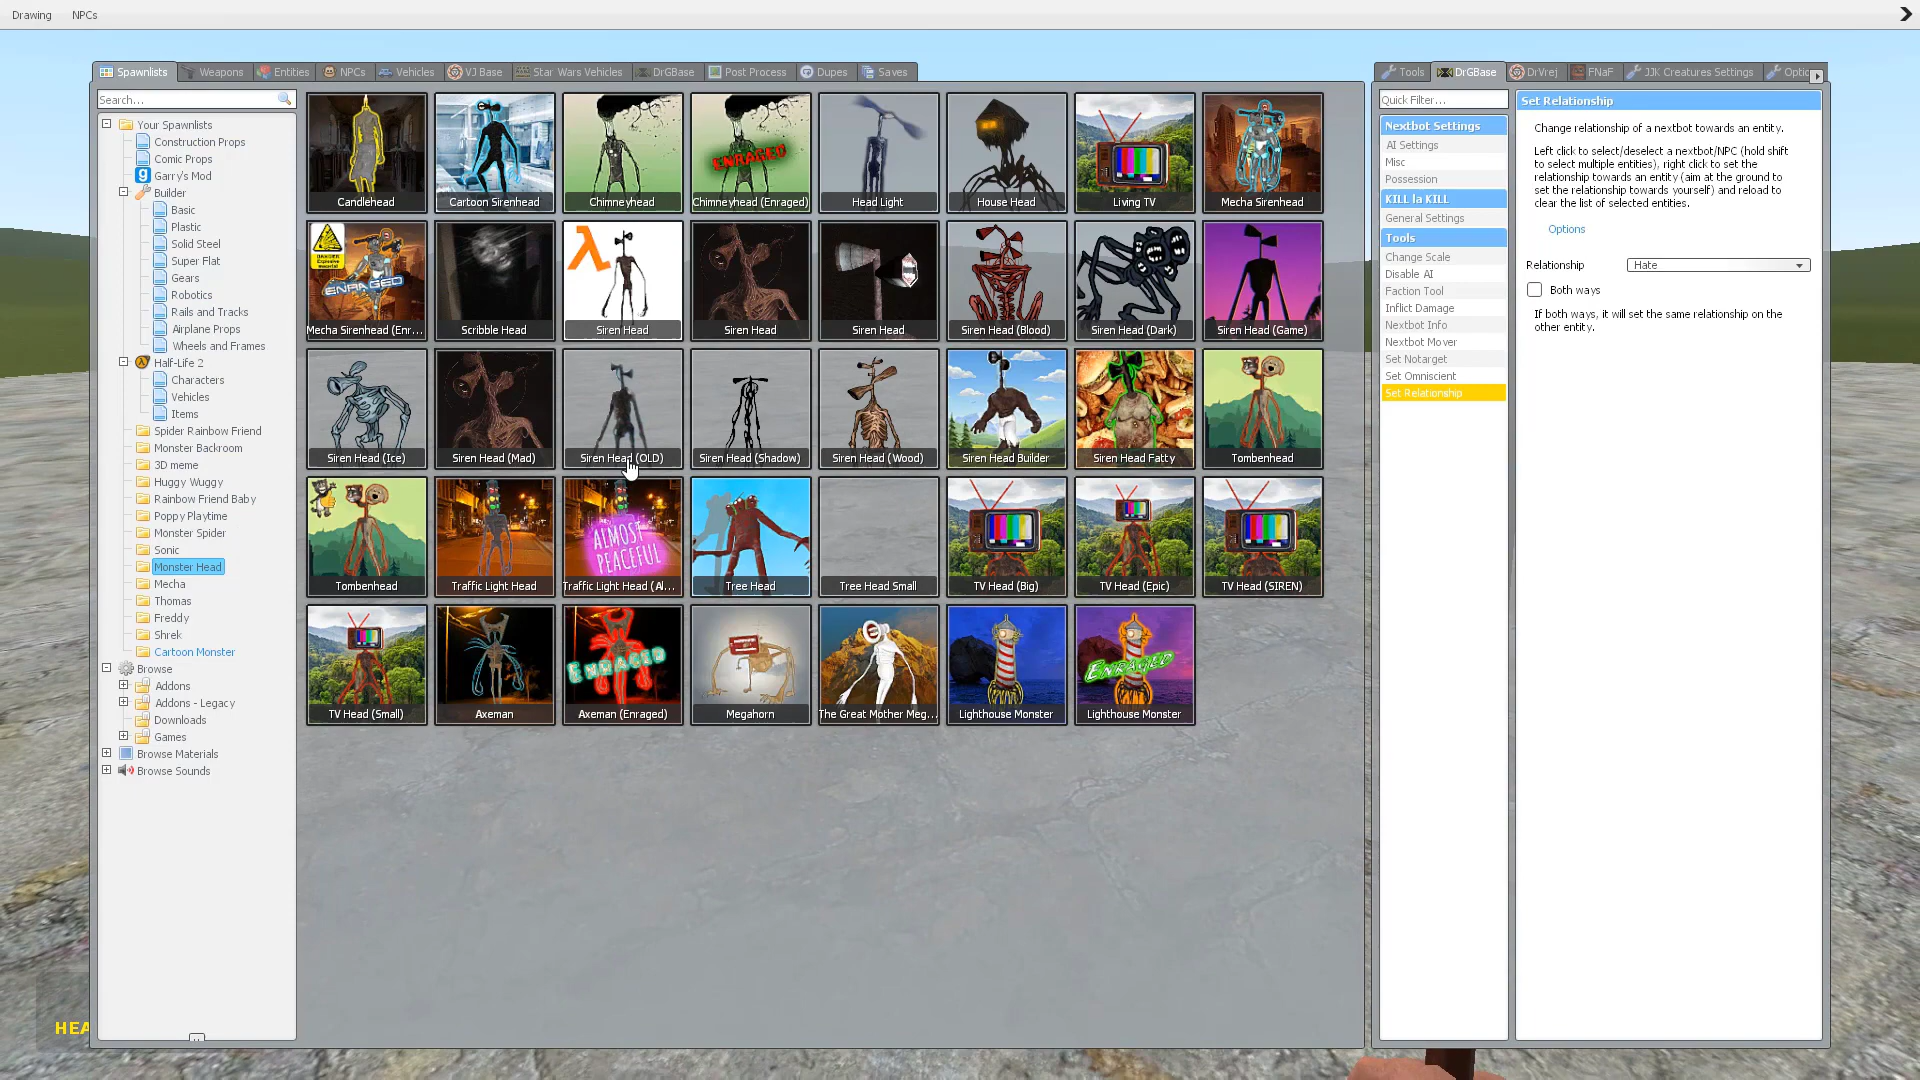 Drawing NPCs
Spawnlists Weapons Entities NPCs Vehicles VJ Base Star Wars Vehicles DrGBase Post Process Dupes Saves
Search...
Your Spawnlists
Construction Props
Comic Props
Garry's Mod
Builder
Basic
Plastic
Solid Steel
Super Flat
Gears
Robotics
Rails and Tracks
Airplane Props
Wheels and Frames
Half-Life 2
Characters
Vehicles
Items
Spider Rainbow Friend
Monster Backroom
3D meme
Huggy Wuggy
Rainbow Friend Baby
Poppy Playtime
Monster Spider
Sonic
Monster Head
Mecha
Thomas
Freddy
Shrek
Cartoon Monster
Browse
Addons
Addons - Legacy
Downloads
Games
Browse Materials
Browse Sounds
ENRAGED
Candlehead Cartoon Sirenhead Chimneyhead Chimneyhead (Enraged) Head Light House Head Living TV Mecha Sirenhead
DANGER
ENRAGED
Mecha Sirenhead (Enr... Scribble Head Siren Head Siren Head Siren Head Siren Head (Blood) Siren Head (Dark) Siren Head (Game)
Siren Head (Ice) Siren Head (Mad) Siren Head (OLD) Siren Head (Shadow) Siren Head (Wood) Siren Head Builder Siren Head Fatty Tombenhead
ALMOST
PEACEFUL
Tombenhead Traffic Light Head Traffic Light Head (Al... Tree Head Tree Head Small TV Head (Big) TV Head (Epic) TV Head (SIREN)
ENRAGED
ENRAGED
TV Head (Small) Axeman Axeman (Enraged) Megahorn The Great Mother Meg... Lighthouse Monster Lighthouse Monster
Tools DrGBase DrVrej FNaF JJK Creatures Settings Optio
Quick Filter...
Nextbot Settings
AI Settings
Misc
Possession
KILL la KILL
General Settings
Tools
Change Scale
Disable AI
Faction Tool
Inflict Damage
Nextbot Info
Nextbot Mover
Set Notarget
Set Omniscient
Set Relationship
Set Relationship
Change relationship of a nextbot towards an entity.
Left click to select/deselect a nextbot/NPC (hold shift
to select multiple entities), right click to set the
relationship towards an entity (aim at the ground to
set the relationship towards yourself) and reload to
clear the list of selected entities.
Options
Relationship Hate
Both ways
If both ways, it will set the same relationship on the
other entity.
HEA